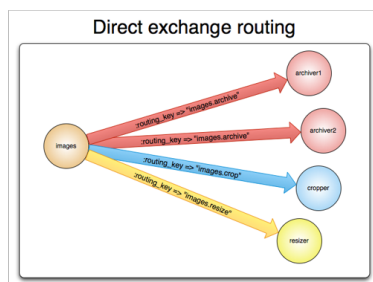 Direct exchange routing
archiver1
:routing_key => "images.archive"
archiver2
:routing_key => "images.archive"
images
:routing_key => "images.crop"
cropper
:routing_key => "images.resize"
resizer